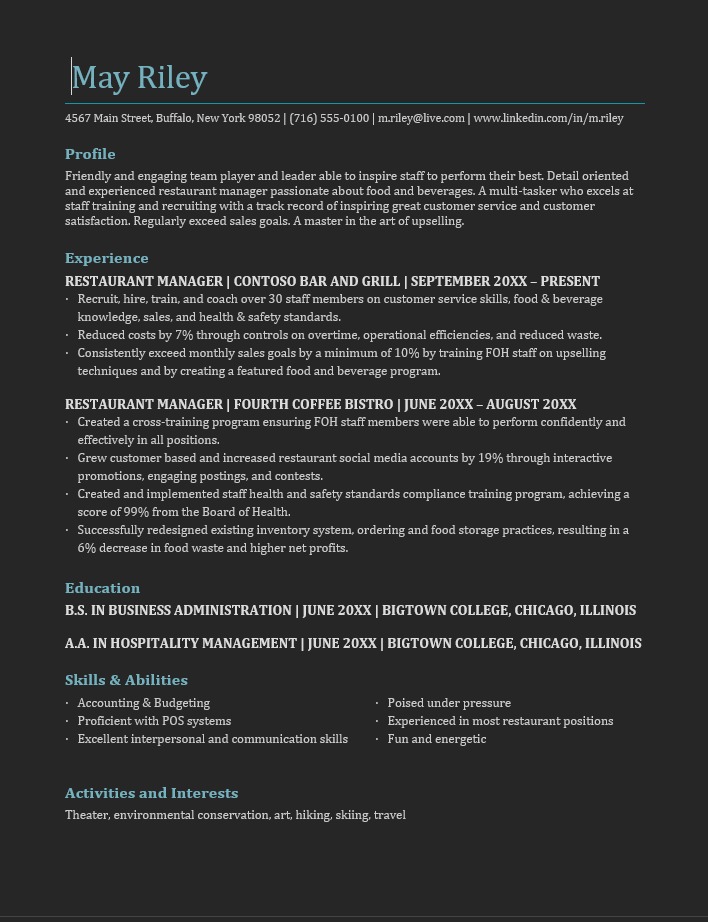 May Riley
4567 Main Street, Buffalo, New York 98052 | (716) 555-0100 | m.riley@live.com | www.linkedin.com/in/m.riley
Profile
Friendly and engaging team player and leader able to inspire staff to perform their best. Detail oriented
and experienced restaurant manager passionate about food and beverages. A multi-tasker who excels at
staff training and recruiting with a track record of inspiring great customer service and customer
satisfaction. Regularly exceed sales goals. A master in the art of upselling.
Experience
RESTAURANT MANAGER | CONTOSO BAR AND GRILL | SEPTEMBER 20XX – PRESENT
· Recruit, hire, train, and coach over 30 staff members on customer service skills, food & beverage
knowledge, sales, and health & safety standards.
· Reduced costs by 7% through controls on overtime, operational efficiencies, and reduced waste.
· Consistently exceed monthly sales goals by a minimum of 10% by training FOH staff on upselling
techniques and by creating a featured food and beverage program.
RESTAURANT MANAGER | FOURTH COFFEE BISTRO | JUNE 20XX – AUGUST 20XX
· Created a cross-training program ensuring FOH staff members were able to perform confidently and
effectively in all positions.
· Grew customer based and increased restaurant social media accounts by 19% through interactive
promotions, engaging postings, and contests.
· Created and implemented staff health and safety standards compliance training program, achieving a
score of 99% from the Board of Health.
· Successfully redesigned existing inventory system, ordering and food storage practices, resulting in a
6% decrease in food waste and higher net profits.
Education
B.S. IN BUSINESS ADMINISTRATION | JUNE 20XX | BIGTOWN COLLEGE, CHICAGO, ILLINOIS
A.A. IN HOSPITALITY MANAGEMENT | JUNE 20XX | BIGTOWN COLLEGE, CHICAGO, ILLINOIS
Skills & Abilities
· Accounting & Budgeting
· Proficient with POS systems
· Excellent interpersonal and communication skills
· Poised under pressure
· Experienced in most restaurant positions
· Fun and energetic
Activities and Interests
Theater, environmental conservation, art, hiking, skiing, travel